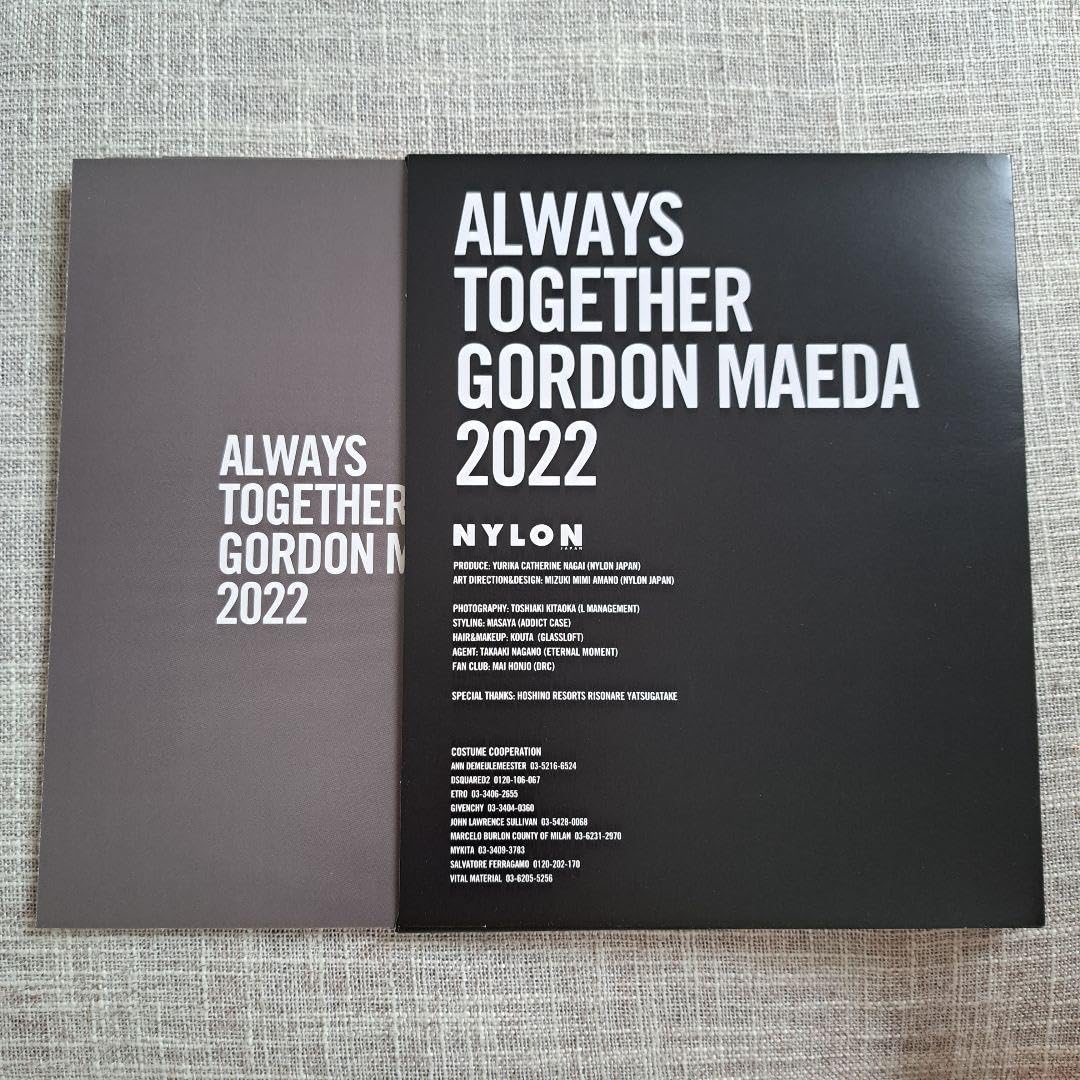 ALWAYS
TOGETHER
GORDON M
2022
ALWAYS
TOGETHER
GORDON MAEDA
2022
NYLON
JAPAN
PRODUCE: YURIKA CATHERINE NAGAI (NYLON JAPAN)
ART DIRECTION&DESIGN: MIZUKI MIMI AMANO (NYLON JAPAN)
PHOTOGRAPHY: TOSHIAKI KITAOKA (L MANAGEMENT)
STYLING: MASAYA (ADDICT CASE)
HAIR&MAKEUP: KOUTA (GLASSLOFT)
AGENT: TAKAAKI NAGANO (ETERNAL MOMENT)
FAN CLUB: MAI HONJO (DRC)
SPECIAL THANKS: HOSHINO RESORTS RISONARE YATSUGATAKE
COSTUME COOPERATION
ANN DEMEULEMEESTER 03-5216-6524
DSQUARED2 0120-106-067
ETRO 03-3406-2655
GIVENCHY 03-3404-0360
JOHN LAWRENCE SULLIVAN 03-5428-0068
MARCELO BURLON COUNTY OF MILAN 03-6231-2970
MYKITA 03-3409-3783
SALVATORE FERRAGAMO 0120-202-170
VITAL MATERIAL 03-6205-5256